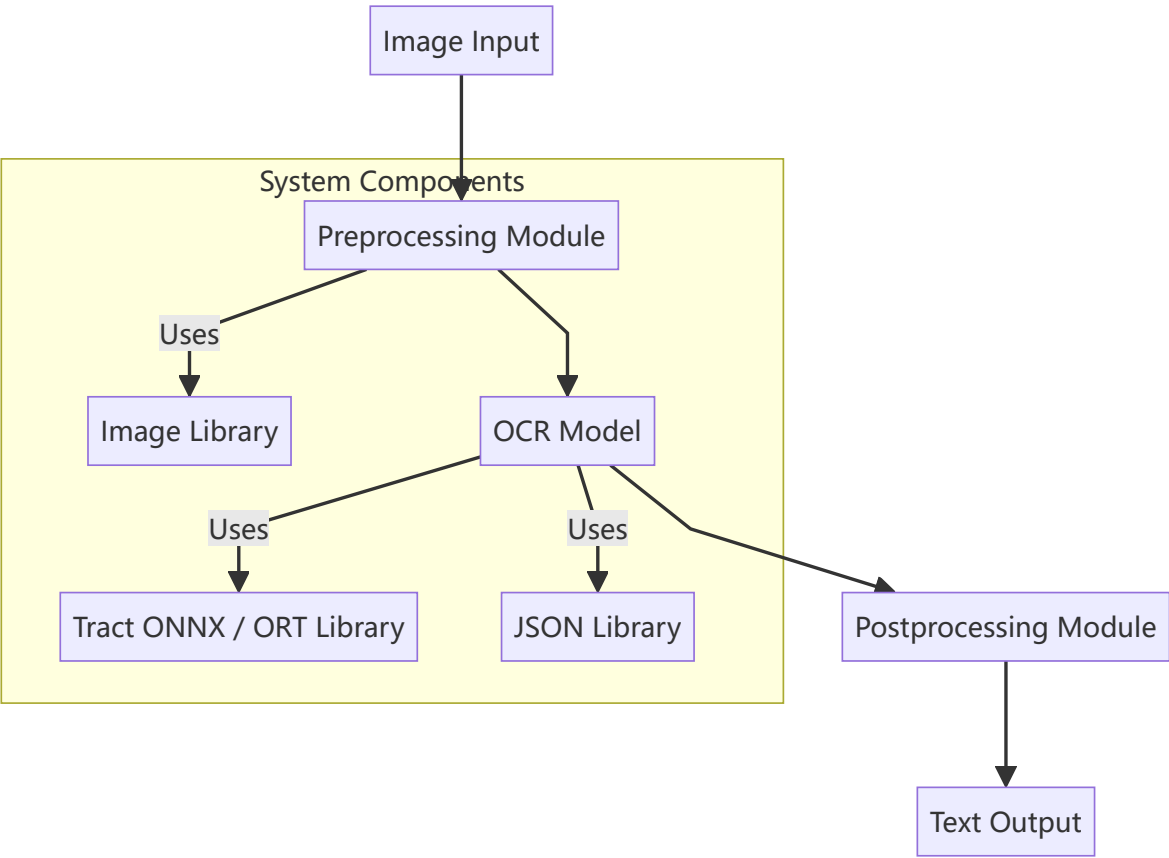 Image Input
System Components
Preprocessing Module
Uses
Image Library
OCR Model
Uses
Uses
Tract ONNX / ORT Library
JSON Library
Postprocessing Module
Text Output